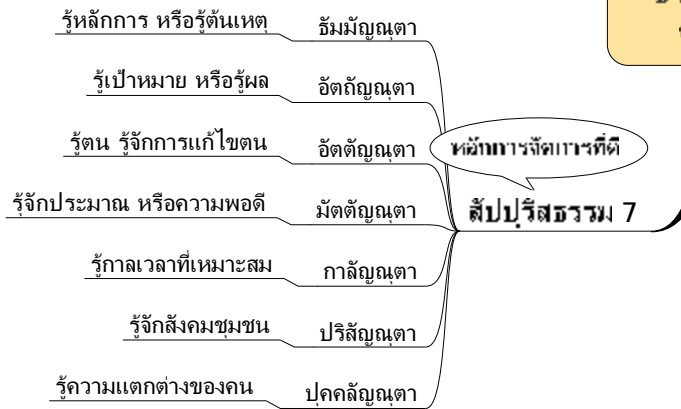 รู้หลักการ หรือรู้ต้นเหตุ ธัมมัญณุตา
รู้เป้าหมาย หรือรู้ผล อัตถัญณุตา
รู้ตน รู้จักการแก้ไขตน อัตตัญณุตา
หลักการจัดการที่ดี
รุ้จักประมาณ หรือความพอดี มัตตัญณุตา
สัปปุริสธรรม 7
รู้กาลเวลาที่เหมาะสม กาลัญณุตา
รู้จักสังคมชุมชน ปริสัญณุตา
รู้ความแตกต่างของคน ปุคคลัญณุตา